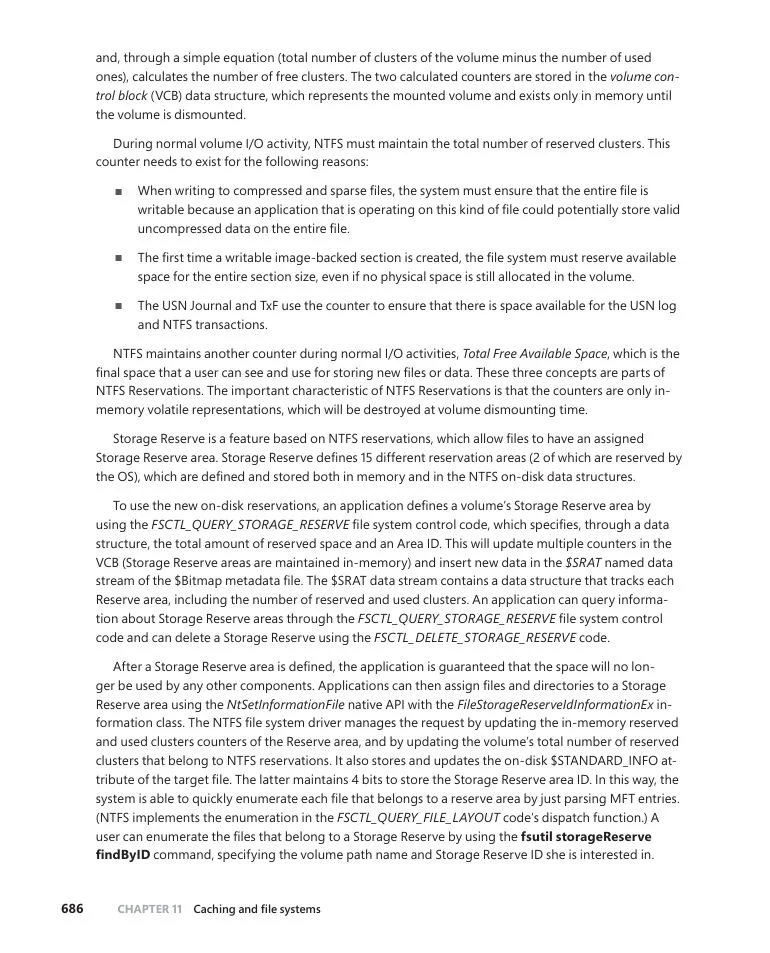 and, through a simple equation (total number of clusters of the volume minus the number of used
ones), calculates the number of free clusters. The two calculated counters are stored in the volume con-
trol block (VCB) data structure, which represents the mounted volume and exists only in memory until
the volume is dismounted.
During normal volume I/O activity, NTFS must maintain the total number of reserved clusters. This
counter needs to exist for the following reasons:
■ When writing to compressed and sparse files, the system must ensure that the entire file is
writable because an application that is operating on this kind of file could potentially store valid
uncompressed data on the entire file.
■ The first time a writable image-backed section is created, the file system must reserve available
space for the entire section size, even if no physical space is still allocated in the volume.
■ The USN Journal and TxF use the counter to ensure that there is space available for the USN log
and NTFS transactions.
NTFS maintains another counter during normal I/O activities, Total Free Available Space, which is the
final space that a user can see and use for storing new files or data. These three concepts are parts of
NTFS Reservations. The important characteristic of NTFS Reservations is that the counters are only in-
memory volatile representations, which will be destroyed at volume dismounting time.
Storage Reserve is a feature based on NTFS reservations, which allow files to have an assigned
Storage Reserve area. Storage Reserve defines 15 different reservation areas (2 of which are reserved by
the OS), which are defined and stored both in memory and in the NTFS on-disk data structures.
To use the new on-disk reservations, an application defines a volume's Storage Reserve area by
using the FSCTL_QUERY_STORAGE_RESERVE file system control code, which specifies, through a data
structure, the total amount of reserved space and an Area ID. This will update multiple counters in the
VCB (Storage Reserve areas are maintained in-memory) and insert new data in the $SRAT named data
stream of the $Bitmap metadata file. The $SRAT data stream contains a data structure that tracks each
Reserve area, including the number of reserved and used clusters. An application can query informa-
tion about Storage Reserve areas through the FSCTL_QUERY_STORAGE_RESERVE file system control
code and can delete a Storage Reserve using the FSCTL_DELETE_STORAGE_RESERVE code.
After a Storage Reserve area is defined, the application is guaranteed that the space will no lon-
ger be used by any other components. Applications can then assign files and directories to a Storage
Reserve area using the NtSetInformationFile native API with the FileStorageReserveIdInformationEx in-
formation class. The NTFS file system driver manages the request by updating the in-memory reserved
and used clusters counters of the Reserve area, and by updating the volume's total number of reserved
clusters that belong to NTFS reservations. It also stores and updates the on-disk $STANDARD_INFO at-
tribute of the target file. The latter maintains 4 bits to store the Storage Reserve area ID. In this way, the
system is able to quickly enumerate each file that belongs to a reserve area by just parsing MFT entries.
(NTFS implements the enumeration in the FSCTL_QUERY_FILE_LAYOUT code's dispatch function.) A
user can enumerate the files that belong to a Storage Reserve by using the fsutil storageReserve
findByID command, specifying the volume path name and Storage Reserve ID she is interested in.
686 CHAPTER 11 Caching and file systems